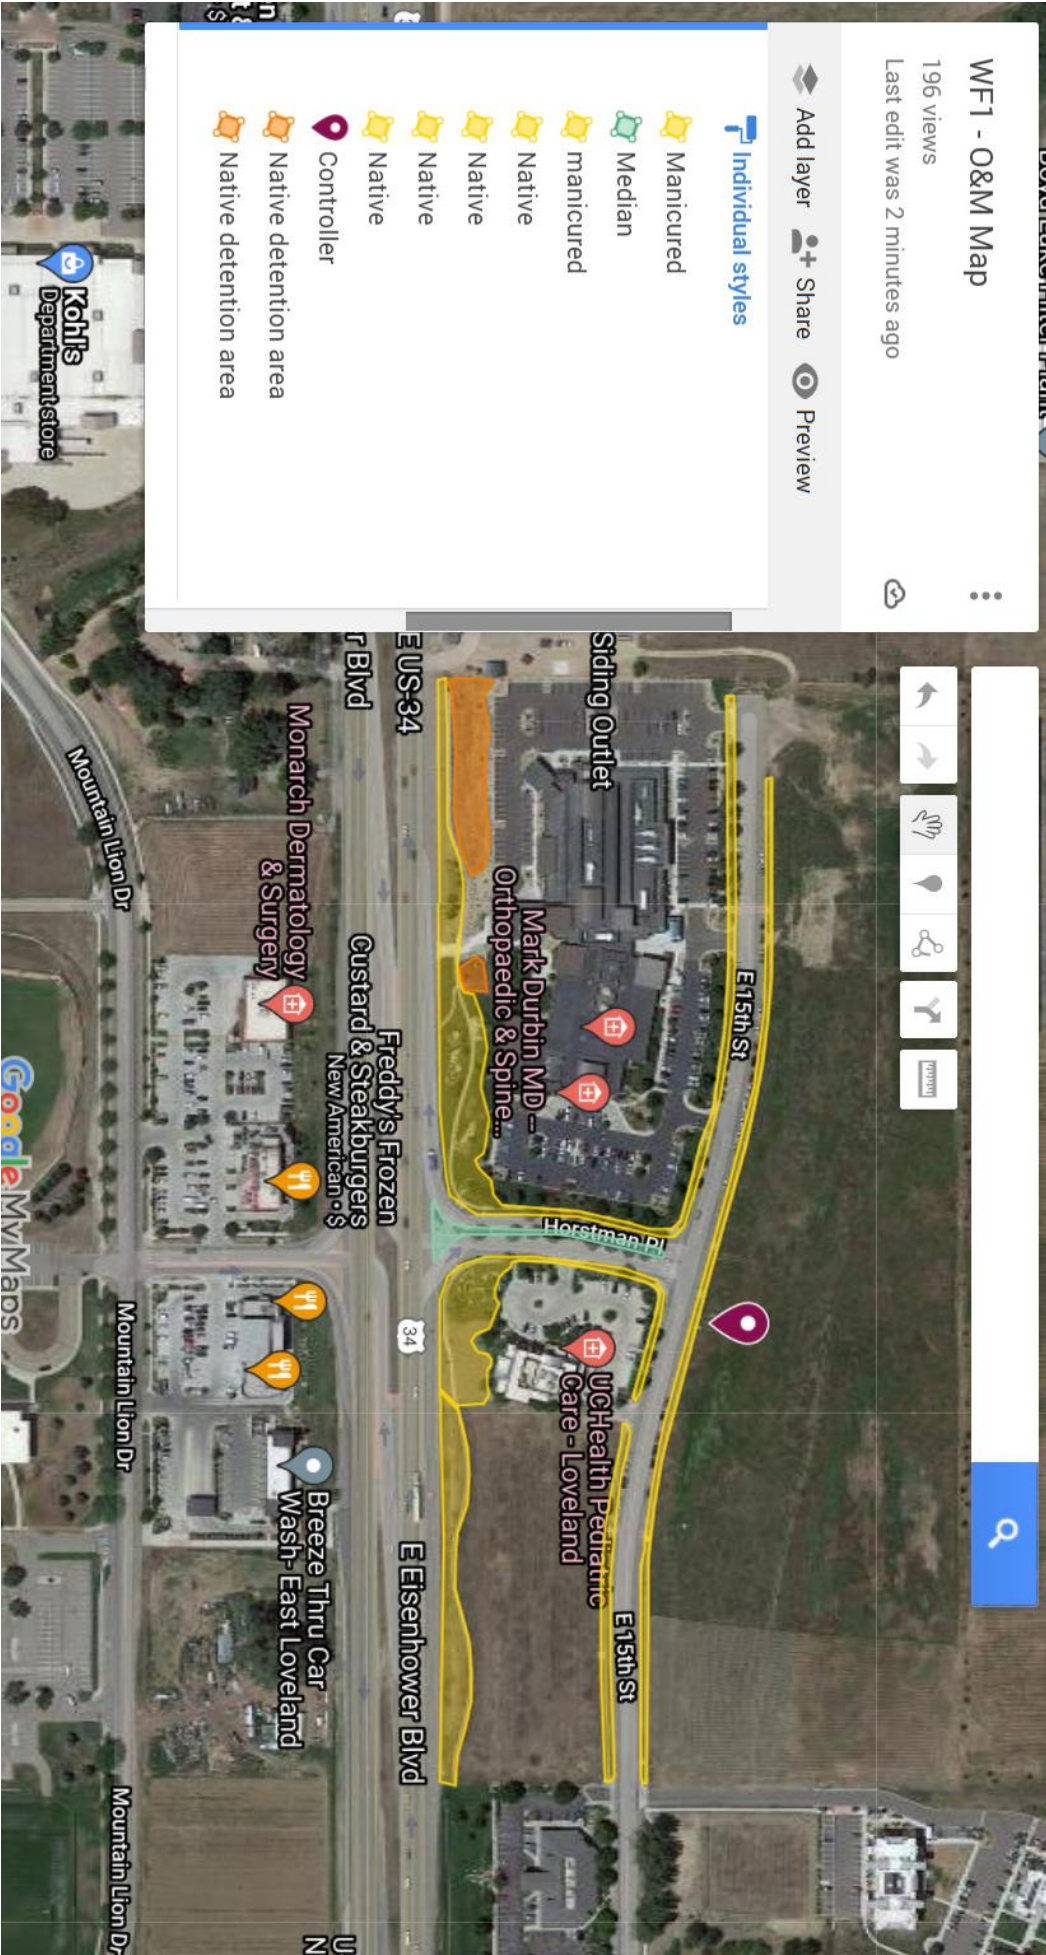 WF1 - O&M Map
196 views
Last edit was 2 minutes ago
Add layer
Share
Preview
Individual styles
Manicured
Median
manicured
Native
Native
Native
Native
Controller
Native detention area
Native detention area
Siding Outlet
E 15th St
E 15th St
Horstman Pl
Mark Durbin MD –
Orthopaedic & Spine...
UCHealth Pediatric
Care - Loveland
E US-34
r Blvd
34
E Eisenhower Blvd
Freddy's Frozen
Custard & Steakburgers
New American • $
Monarch Dermatology
& Surgery
Breeze Thru Car
Wash- East Loveland
Kohl's
Department store
Mountain Lion Dr
Mountain Lion Dr
Mountain Lion Dr
Google My Maps